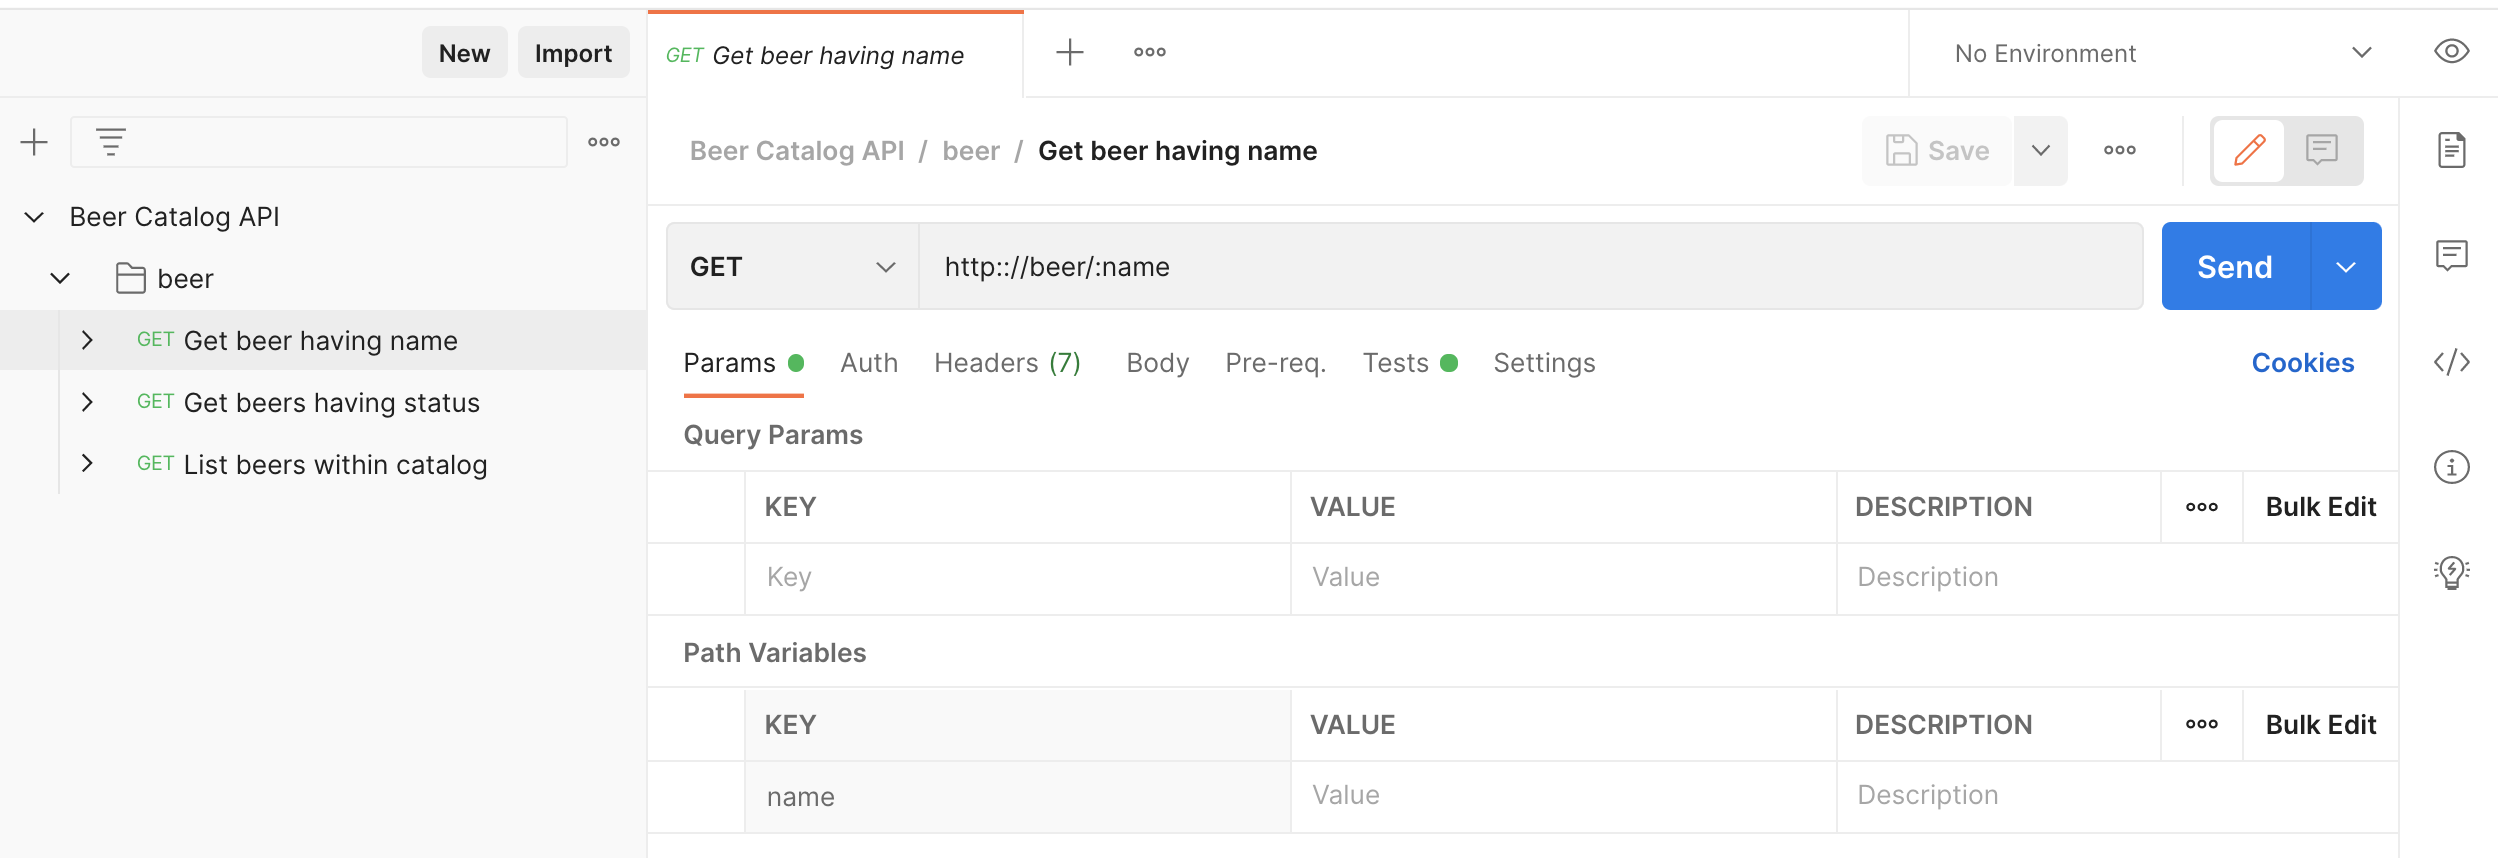 New Import
GET Get beer having name
No Environment
Beer Catalog API / beer / Get beer having name
Save
Beer Catalog API
beer
GET Get beer having name
GET Get beers having status
GET List beers within catalog
GET http:://beer/:name Send
Params Auth Headers (7) Body Pre-req. Tests Settings Cookies
Query Params
KEY VALUE DESCRIPTION Bulk Edit
Key Value Description
Path Variables
KEY VALUE DESCRIPTION Bulk Edit
name Value Description